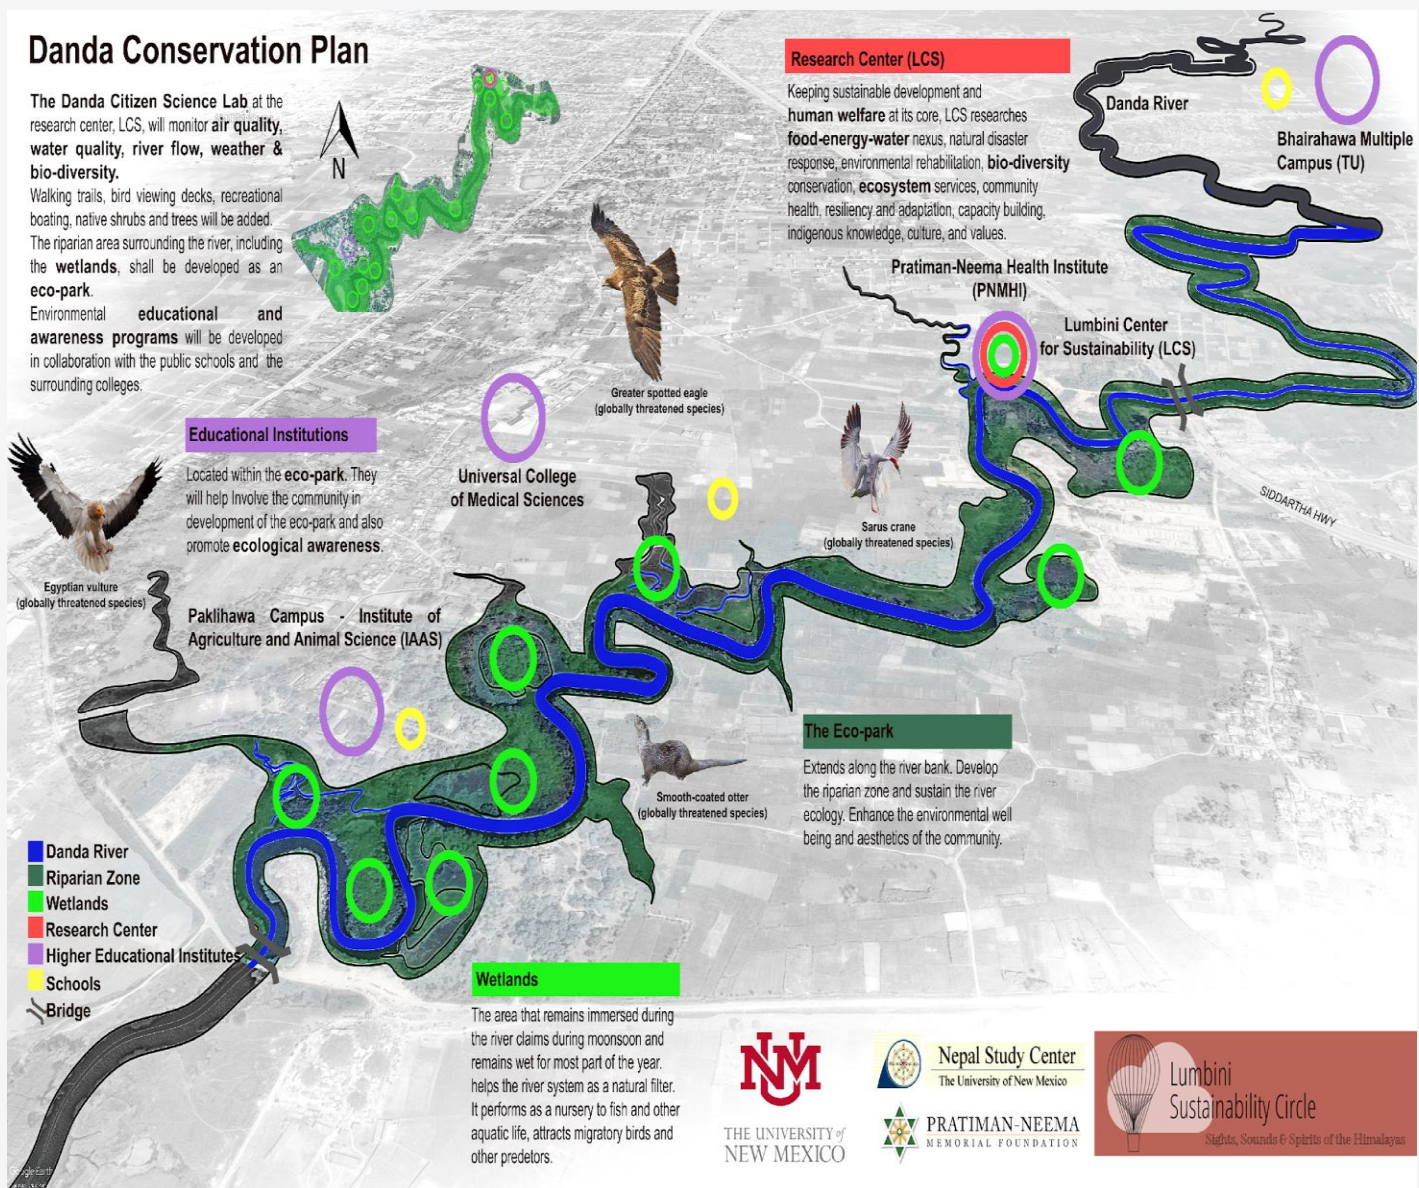 Danda Conservation Plan
The Danda Citizen Science Lab at the
research center, LCS, will monitor air quality,
water quality, river flow, weather &
bio-diversity.
Walking trails, bird viewing decks, recreational
boating, native shrubs and trees will be added.
The riparian area surrounding the river, including
the wetlands, shall be developed as an
eco-park.
Environmental educational and
awareness programs will be developed
in collaboration with the public schools and the
surrounding colleges.
N
Research Center (LCS)
Keeping sustainable development and
human welfare at its core, LCS researches
food-energy-water nexus, natural disaster
response, environmental rehabilitation, bio-diversity
conservation, ecosystem services, community
health, resiliency and adaptation, capacity building,
indigenous knowledge, culture, and values.
Danda River
Bhairahawa Multiple
Campus (TU)
Pratiman-Neema Health Institute
(PNMHI)
Lumbini Center
for Sustainability (LCS)
Greater spotted eagle
(globally threatened species)
Educational Institutions
Located within the eco-park. They
will help Involve the community in
development of the eco-park and also
promote ecological awareness.
Universal College
of Medical Sciences
Sarus crane
(globally threatened species)
SIDDARTHA HWY
Egyptian vulture
(globally threatened species)
Paklihawa Campus - Institute of
Agriculture and Animal Science (IAAS)
The Eco-park
Extends along the river bank. Develop
the riparian zone and sustain the river
ecology. Enhance the environmental well
being and aesthetics of the community.
Smooth-coated otter
(globally threatened species)
Danda River
Riparian Zone
Wetlands
Research Center
Higher Educational Institutes
Schools
Bridge
Wetlands
The area that remains immersed during
the river claims during moonsoon and
remains wet for most part of the year.
helps the river system as a natural filter.
It performs as a nursery to fish and other
aquatic life, attracts migratory birds and
other predetors.
UNM
THE UNIVERSITY of
NEW MEXICO
Nepal Study Center
The University of New Mexico
PRATIMAN-NEEMA
MEMORIAL FOUNDATION
Lumbini
Sustainability Circle
Sights, Sounds & Spirits of the Himalayas
Google Earth